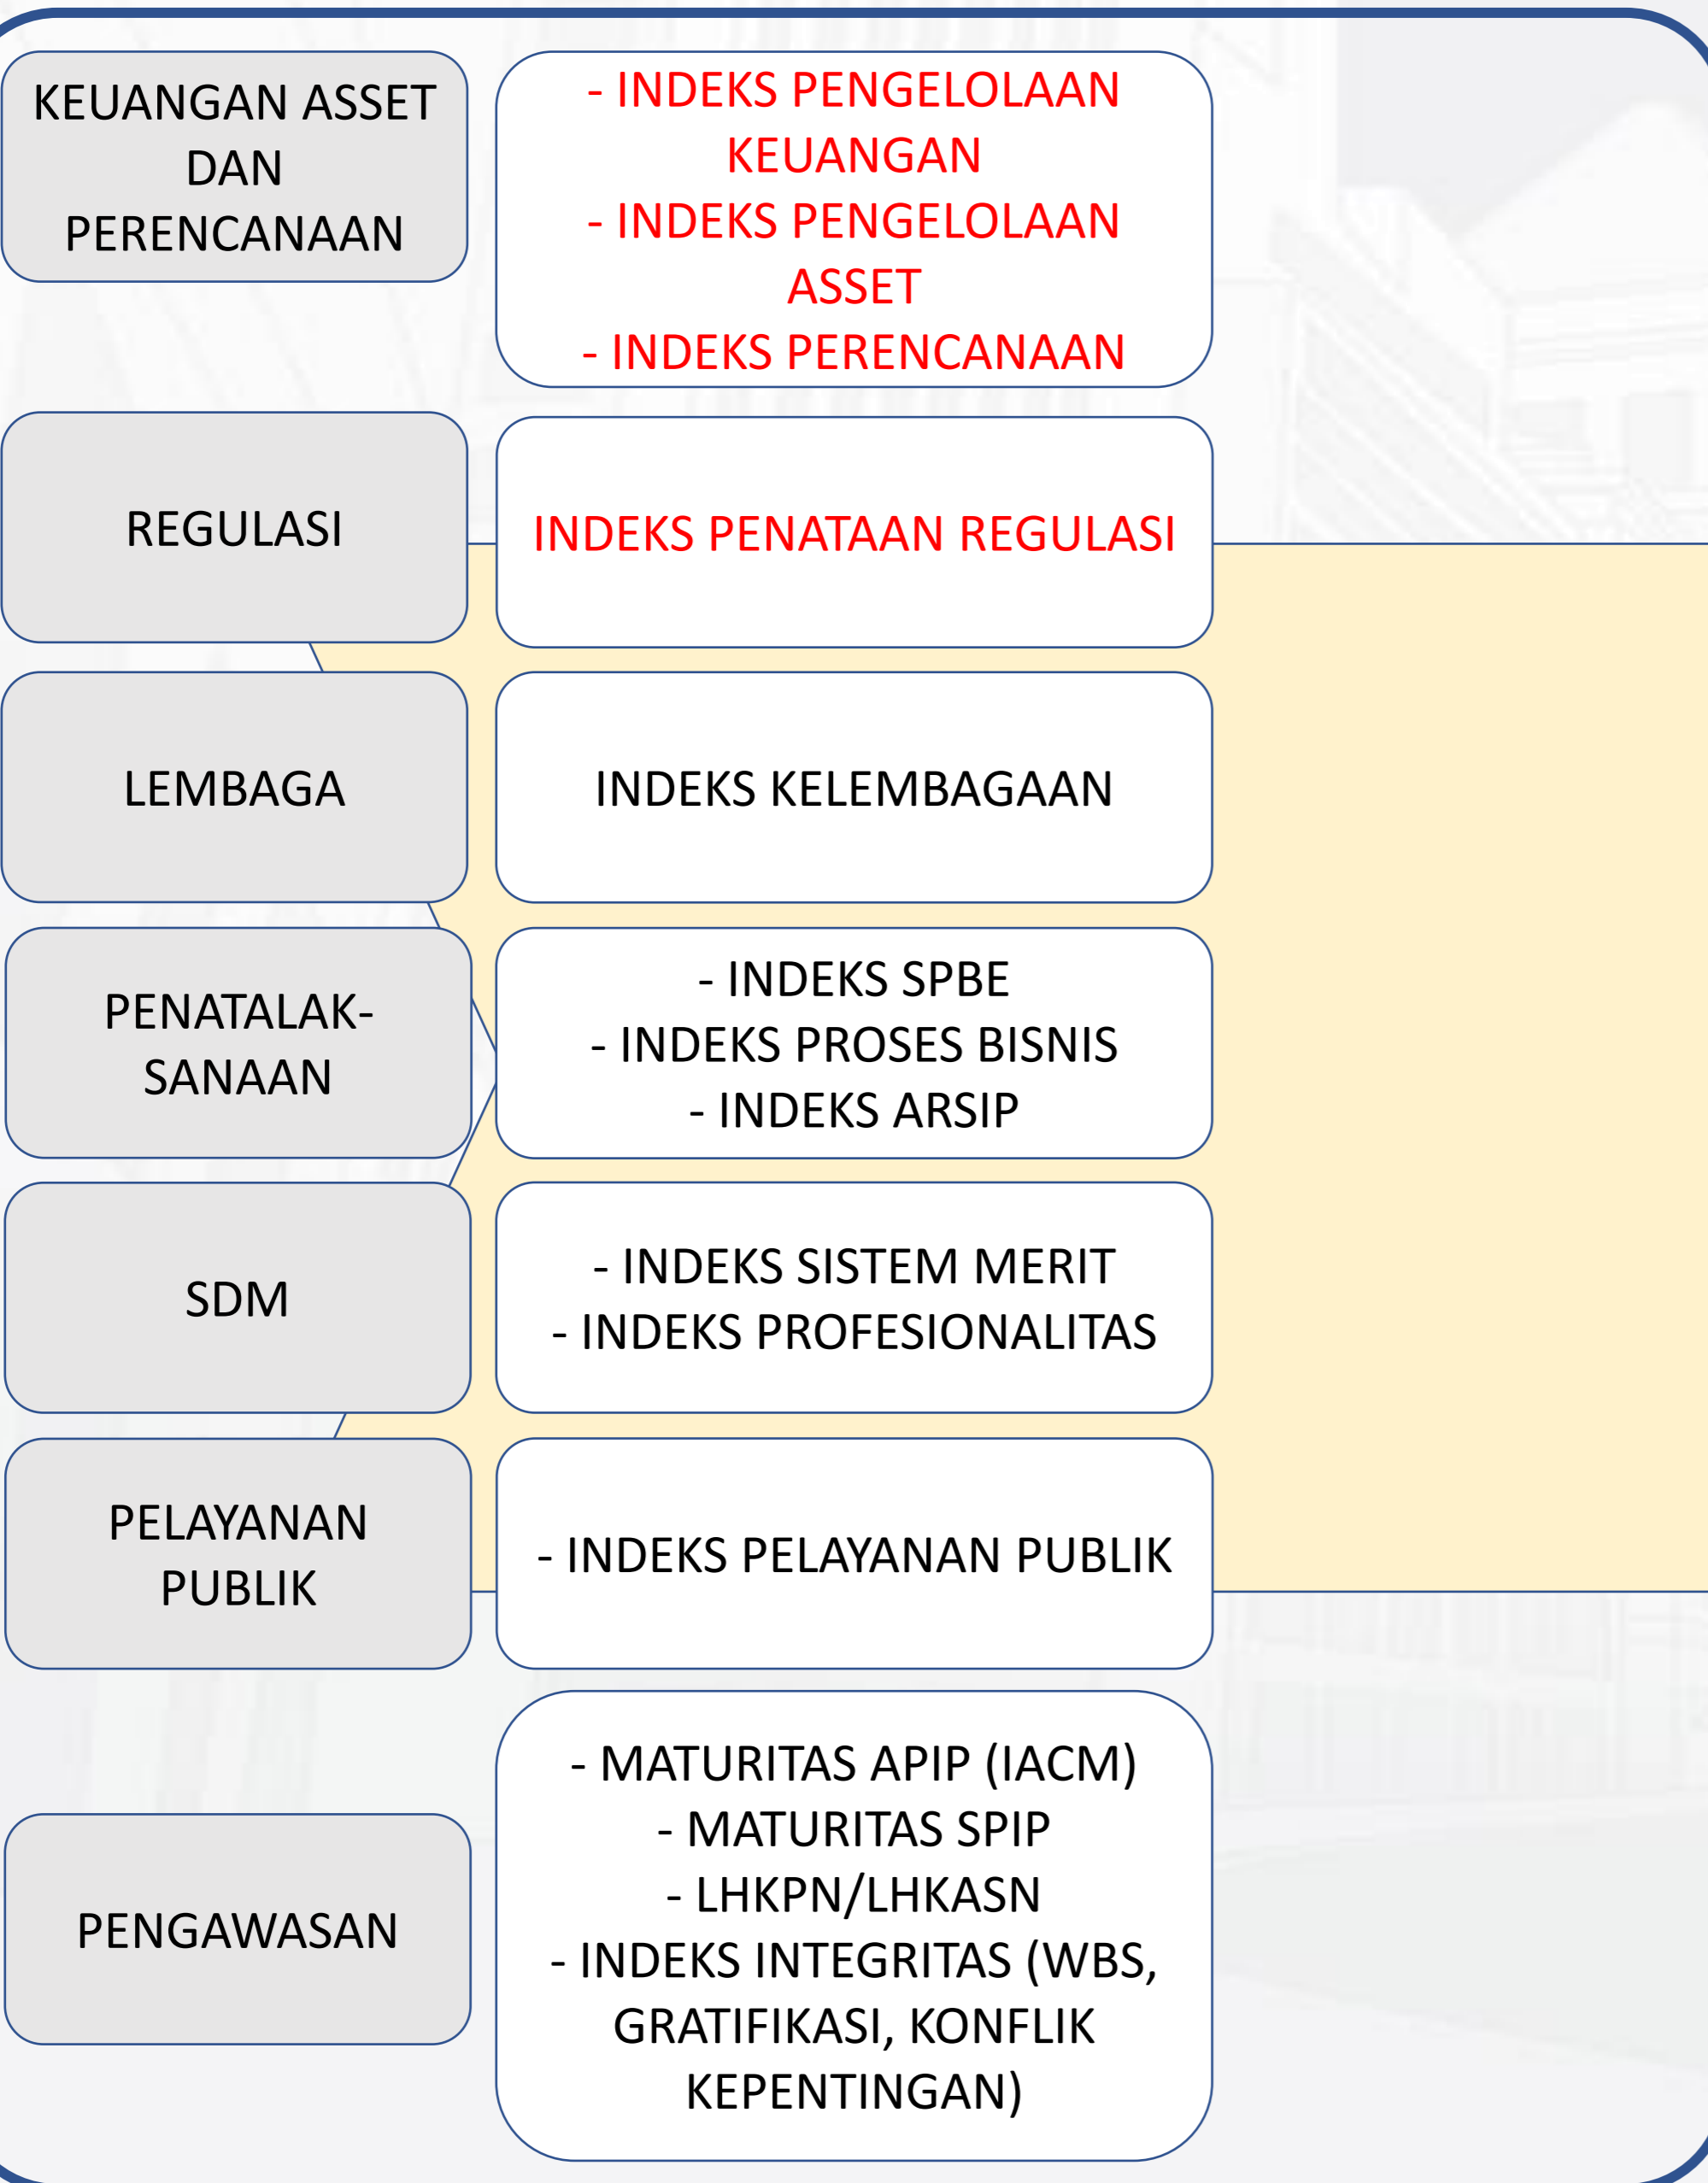 KEUANGAN ASSET
DAN
PERENCANAAN
- INDEKS PENGELOLAAN
KEUANGAN
- INDEKS PENGELOLAAN
ASSET
- INDEKS PERENCANAAN
REGULASI
INDEKS PENATAAN REGULASI
LEMBAGA
INDEKS KELEMBAGAAN
PENATALAK-
SANAAN
- INDEKS SPBE
- INDEKS PROSES BISNIS
- INDEKS ARSIP
SDM
- INDEKS SISTEM MERIT
- INDEKS PROFESIONALITAS
PELAYANAN
PUBLIK
- INDEKS PELAYANAN PUBLIK
PENGAWASAN
- MATURITAS APIP (IACM)
- MATURITAS SPIP
- LHKPN/LHKASN
- INDEKS INTEGRITAS (WBS,
GRATIFIKASI, KONFLIK
KEPENTINGAN)